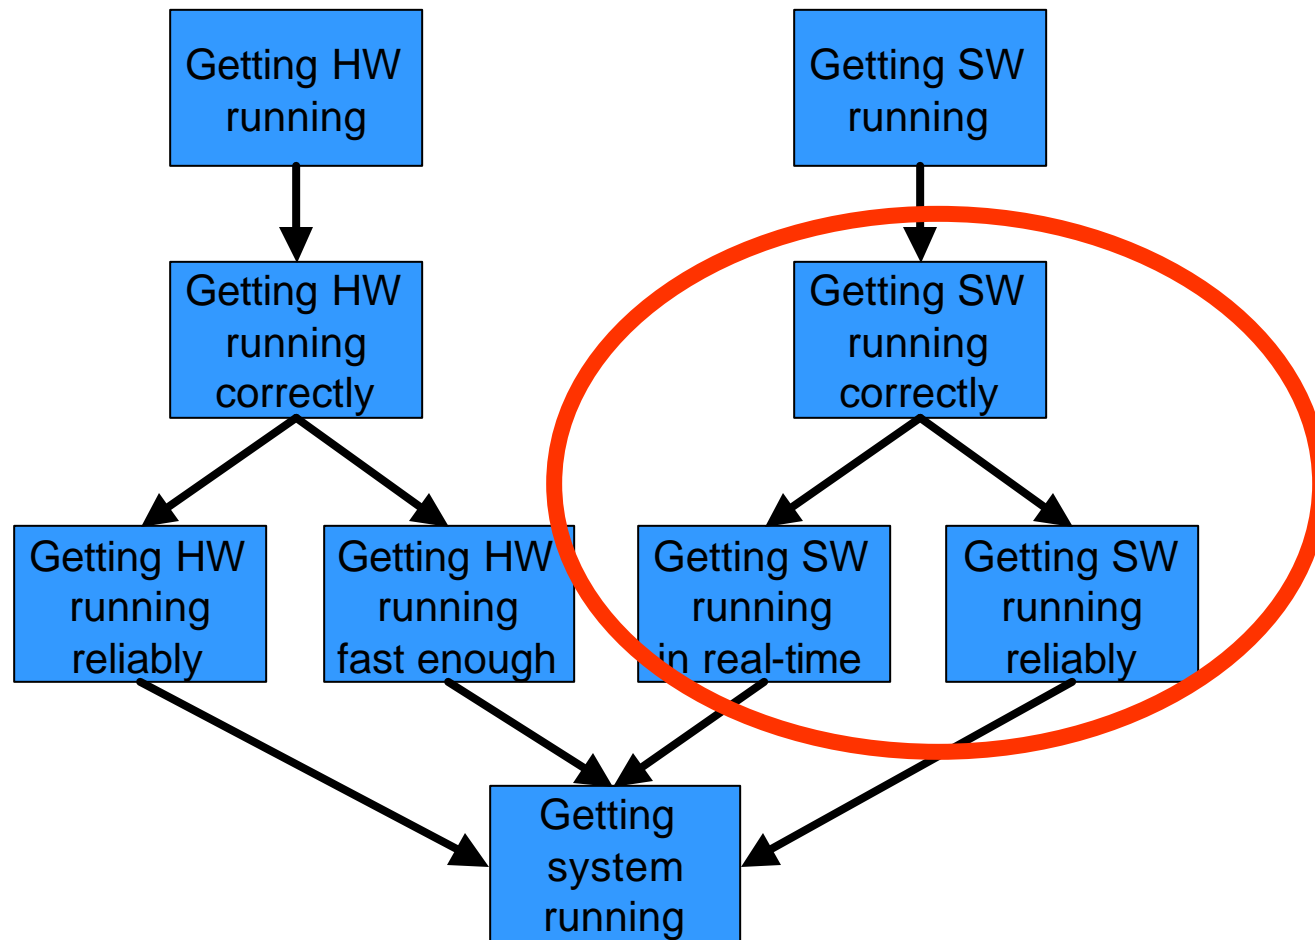 Getting HW
running
Getting SW
running
Getting HW
running
correctly
Getting SW
running
correctly
Getting HW
running
reliably
Getting HW
running
fast enough
Getting SW
running
in real-time
Getting SW
running
reliably
Getting
system
running